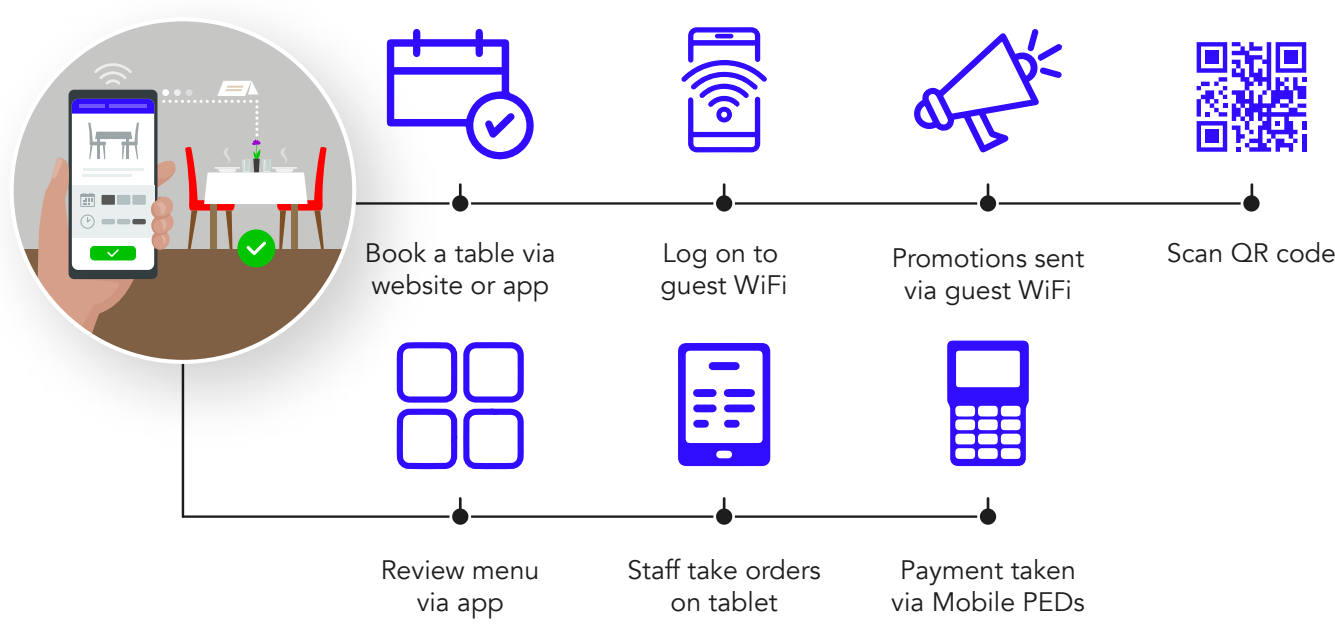 Book a table via
website or app
Log on to
guest WiFi
Promotions sent
via guest WiFi
Scan QR code
Review menu
via app
Staff take orders
on tablet
Payment taken
via Mobile PEDs